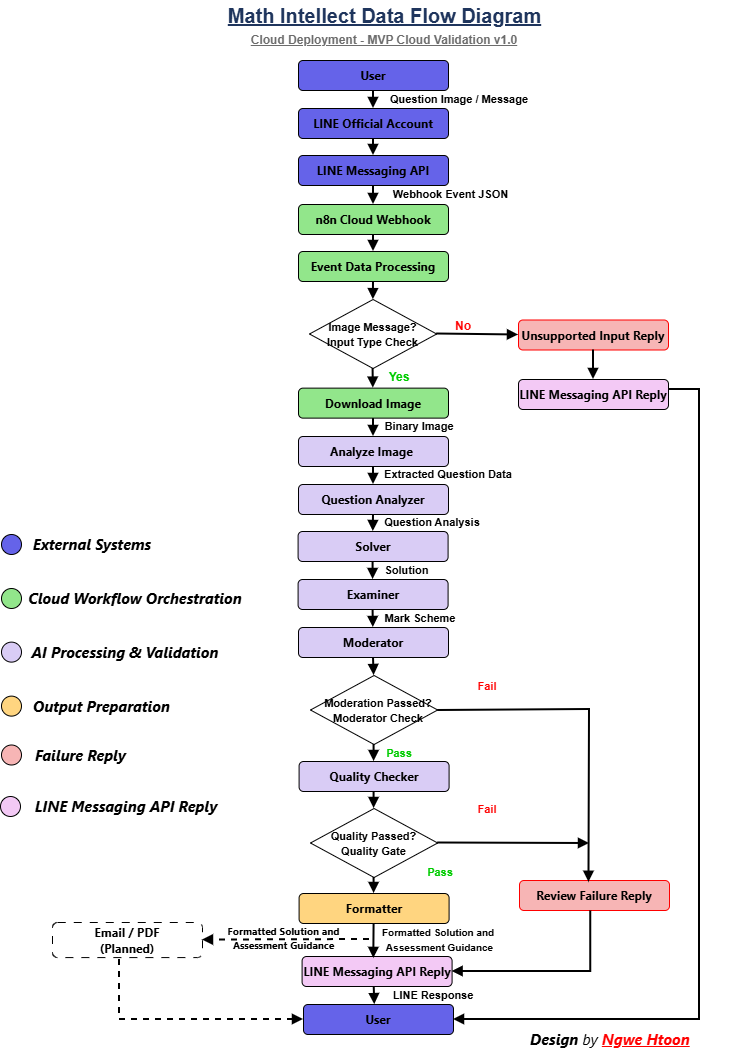 Math Intellect Data Flow Diagram
Cloud Deployment - MVP Cloud Validation v1.0
User
Question Image / Message
LINE Official Account
LINE Messaging API
Webhook Event JSON
n8n Cloud Webhook
Event Data Processing
Image Message?
Input Type Check
No
Unsupported Input Reply
LINE Messaging API Reply
Yes
Download Image
Binary Image
Analyze Image
Extracted Question Data
Question Analyzer
Question Analysis
Solver
Solution
Examiner
Mark Scheme
Moderator
Moderation Passed?
Moderator Check
Fail
Pass
Quality Checker
Quality Passed?
Quality Gate
Fail
Pass
Review Failure Reply
Formatter
Formatted Solution and
Assessment Guidance
Formatted Solution and
Assessment Guidance
Email / PDF
(Planned)
LINE Messaging API Reply
LINE Response
User
External Systems
Cloud Workflow Orchestration
AI Processing & Validation
Output Preparation
Failure Reply
LINE Messaging API Reply
Design by Ngwe Htoon